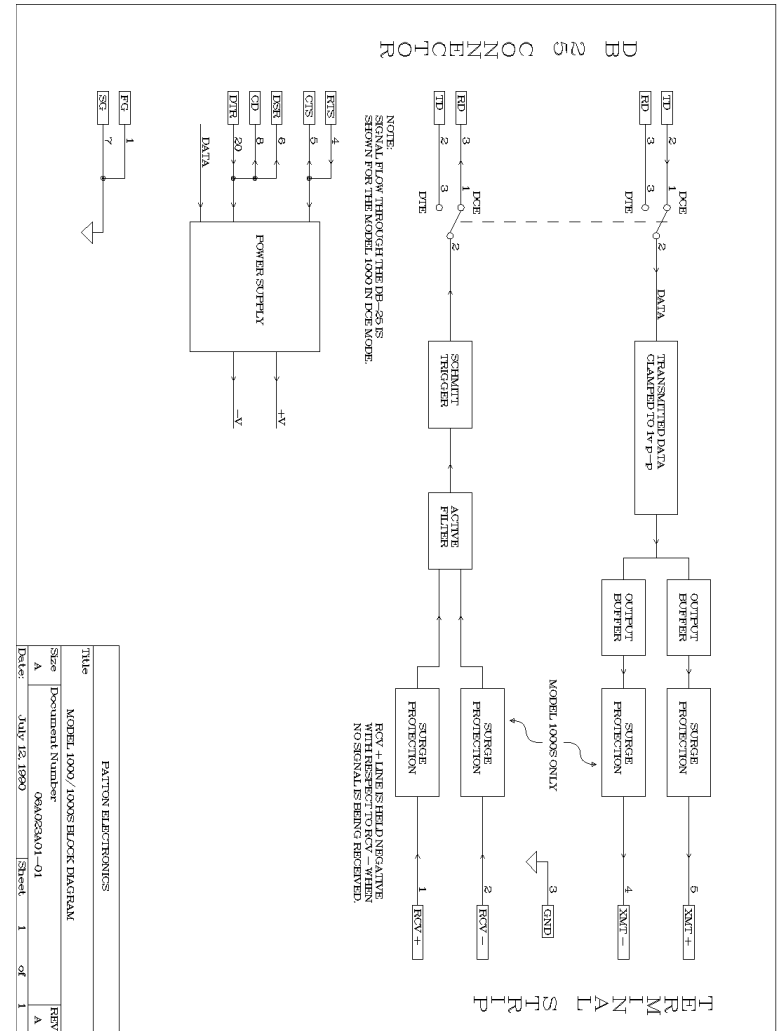 DB 25 CONNECTOR
TD
2
RD
3
1
DCE
3
DTE
2
DATA
TRANSMITTED DATA
CLAMPED TO 1v p-p
OUTPUT
BUFFER
OUTPUT
BUFFER
SURGE
PROTECTION
SURGE
PROTECTION
5
XMT +
4
XMT -
MODEL 1000S ONLY
3
GND
RD
3
TD
2
1
DCE
3
DTE
2
SCHMITT
TRIGGER
ACTIVE
FILTER
SURGE
PROTECTION
SURGE
PROTECTION
2
RCV -
1
RCV +
TERMINAL STRIP
NOTE:
SIGNAL FLOW THROUGH THE DB-25 IS
SHOWN FOR THE MODEL 1000 IN DCE MODE.
RCV + LINE IS HELD NEGATIVE
WITH RESPECT TO RCV - WHEN
NO SIGNAL IS BEING RECEIVED.
RTS
4
CTS
5
DSR
6
CD
8
DTR
20
DATA
POWER SUPPLY
+V
-V
FG
1
SG
7
PATTON ELECTRONICS
Title
MODEL 1000/1000S BLOCK DIAGRAM
Size
A
Document Number
06A023A01-01
REV
A
Date: July 12, 1990
Sheet 1 of 1